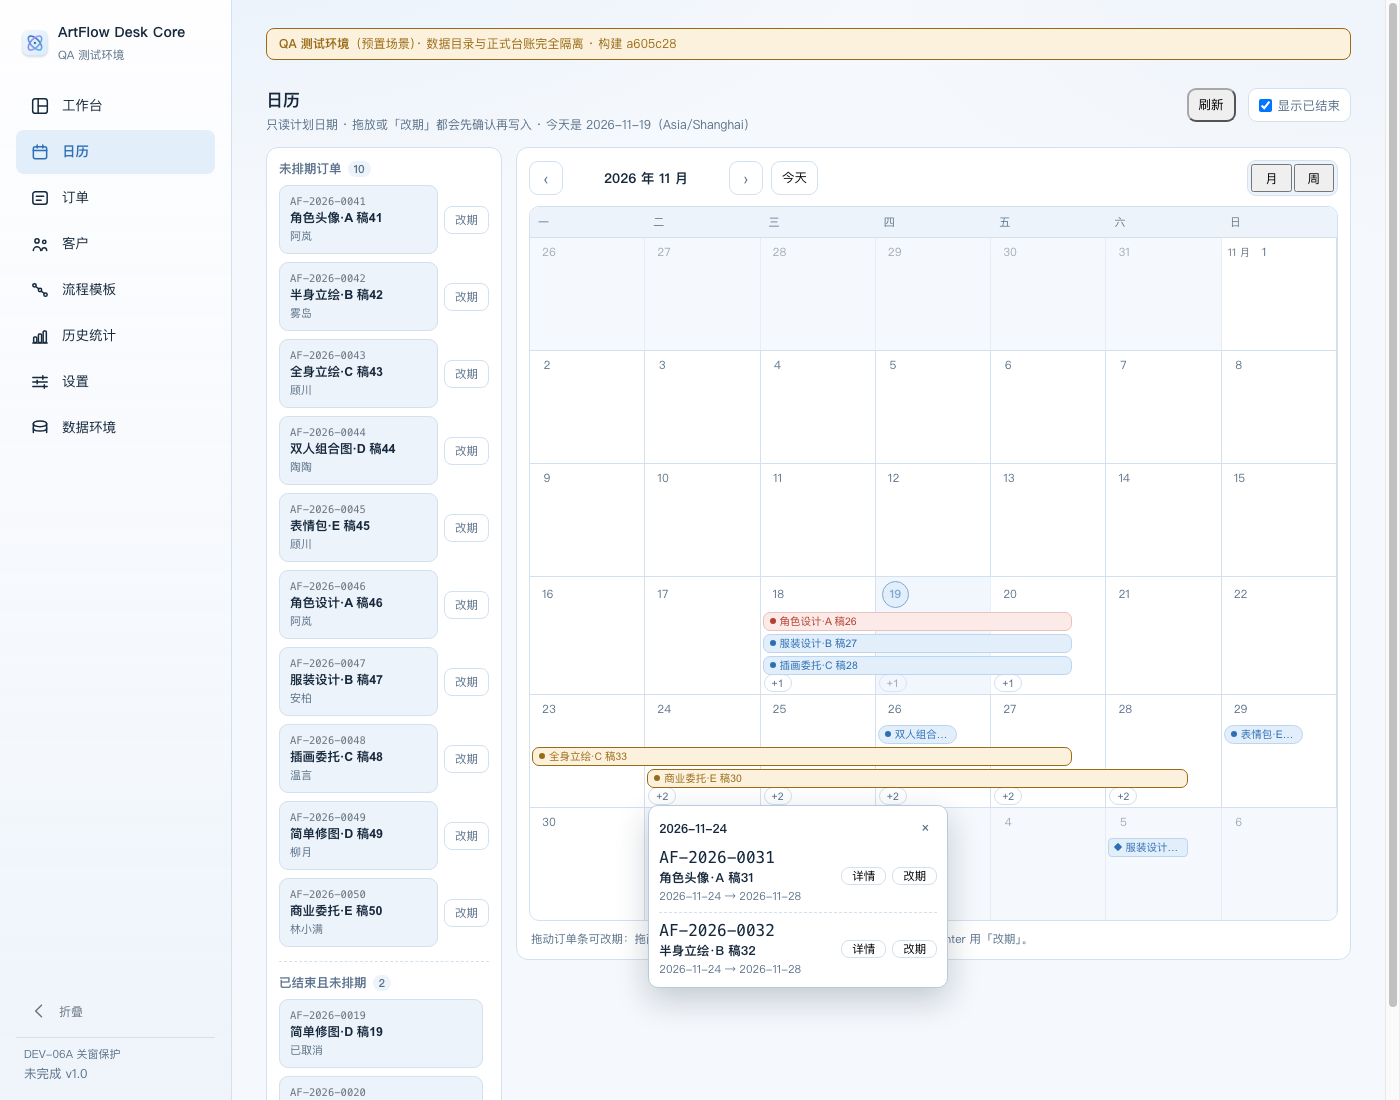 ArtFlow Desk Core
QA 测试环境
工作台
日历
订单
客户
流程模板
历史统计
设置
数据环境
折叠
DEV-06A 关窗保护
未完成 v1.0
QA 测试环境（预置场景）· 数据目录与正式台账完全隔离 · 构建 a605c28
日历
只读计划日期 · 拖放或「改期」都会先确认再写入 · 今天是 2026-11-19（Asia/Shanghai）
刷新
显示已结束
未排期订单 10
AF-2026-0041
角色头像·A 稿41
阿岚
改期
AF-2026-0042
半身立绘·B 稿42
雾岛
改期
AF-2026-0043
全身立绘·C 稿43
顾川
改期
AF-2026-0044
双人组合图·D 稿44
陶陶
改期
AF-2026-0045
表情包·E 稿45
顾川
改期
AF-2026-0046
角色设计·A 稿46
阿岚
改期
AF-2026-0047
服装设计·B 稿47
安柏
改期
AF-2026-0048
插画委托·C 稿48
温言
改期
AF-2026-0049
简单修图·D 稿49
柳月
改期
AF-2026-0050
商业委托·E 稿50
林小满
改期
已结束且未排期 2
AF-2026-0019
简单修图·D 稿19
已取消
AF-2026-0020
‹ 2026 年 11 月 › 今天
月 周
一 二 三 四 五 六 日
26 27 28 29 30 31 11 月 1
2 3 4 5 6 7 8
9 10 11 12 13 14 15
16 17 18 19 20 21 22
角色设计·A 稿26
服装设计·B 稿27
插画委托·C 稿28
+1 +1 +1
23 24 25 26 27 28 29
双人组合… 表情包·E…
全身立绘·C 稿33
商业委托·E 稿30
+2 +2 +2 +2 +2
30 4 5 6
服装设计…
2026-11-24 ×
AF-2026-0031
角色头像·A 稿31
2026-11-24 → 2026-11-28
详情 改期
AF-2026-0032
半身立绘·B 稿32
2026-11-24 → 2026-11-28
详情 改期
拖动订单条可改期：拖 nter 用「改期」。